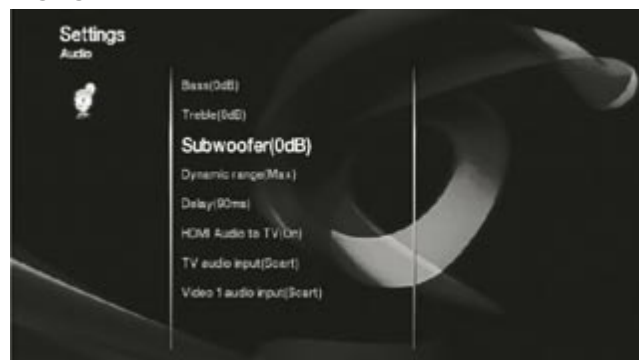 Settings
Audio
Bass(0dB)
Treble(0dB)
Subwoofer(0dB)
Dynamic range(Max)
Delay(90ms)
HDMI Audio to TV(On)
TV audio input(Scart)
Video 1 audio input(Scart)